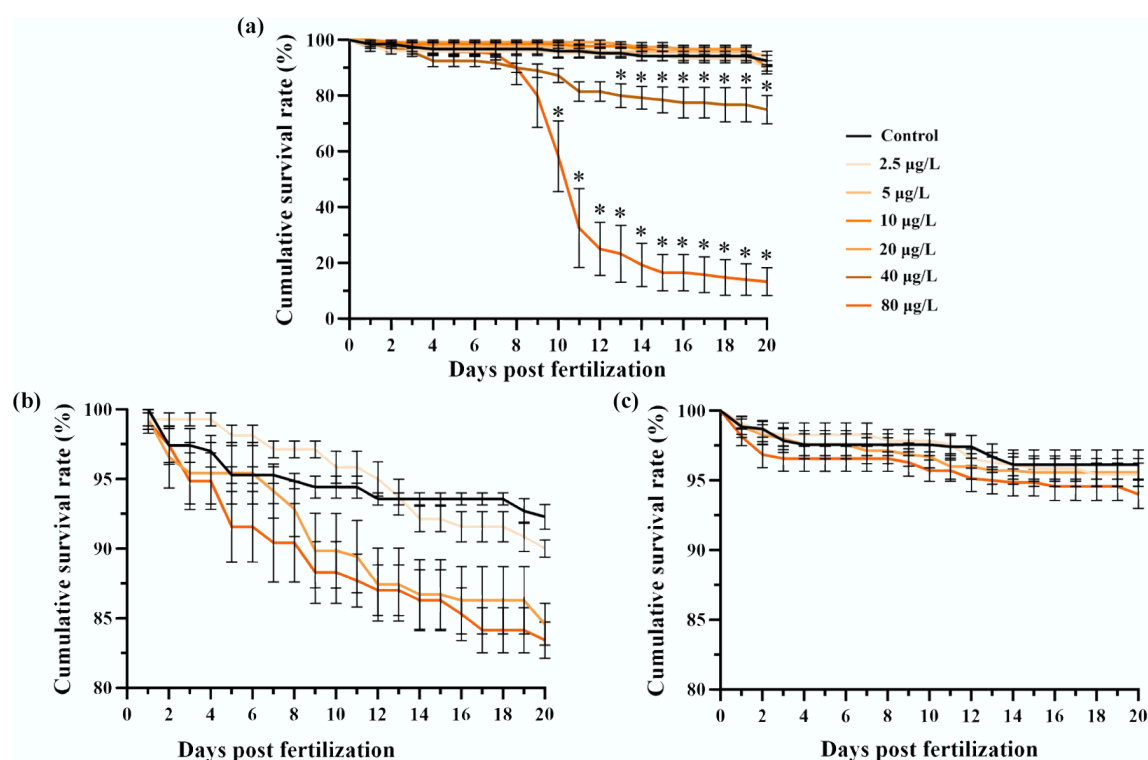 (a)
Cumulative survival rate (%)
100
80
60
40
20
0
* * * * * * * *
*
*
* * * * * * * * *
0 2 4 6 8 10 12 14 16 18 20
Days post fertilization
Control
2.5 µg/L
5 µg/L
10 µg/L
20 µg/L
40 µg/L
80 µg/L
(b)
Cumulative survival rate (%)
100
95
90
85
80
0 2 4 6 8 10 12 14 16 18 20
Days post fertilization
(c)
Cumulative survival rate (%)
100
95
90
85
80
0 2 4 6 8 10 12 14 16 18 20
Days post fertilization